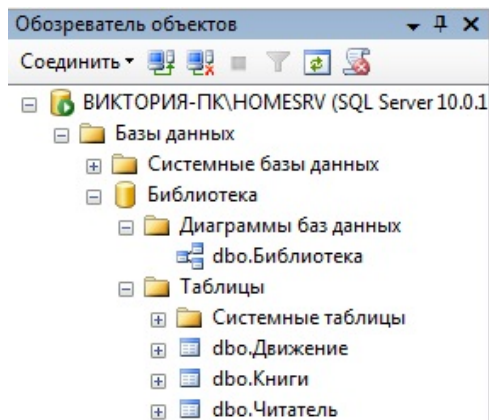 Обозреватель объектов
Соединить
ВИКТОРИЯ-ПК\HOMESRV (SQL Server 10.0.1
Базы данных
Системные базы данных
Библиотека
Диаграммы баз данных
dbo.Библиотека
Таблицы
Системные таблицы
dbo.Движение
dbo.Книги
dbo.Читатель